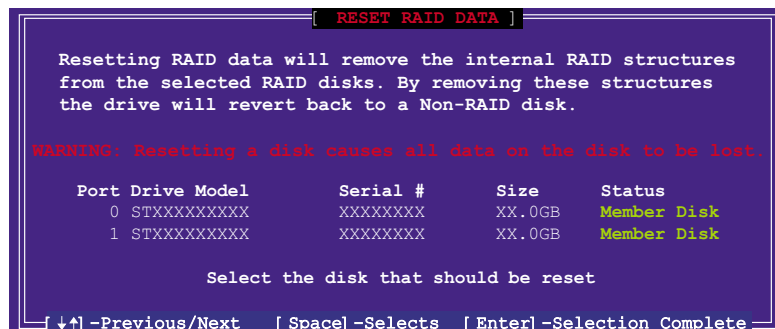 [ RESET RAID DATA ]
Resetting RAID data will remove the internal RAID structures
from the selected RAID disks. By removing these structures
the drive will revert back to a Non-RAID disk.
WARNING: Resetting a disk causes all data on the disk to be lost.
Port Drive Model Serial # Size Status
0 STXXXXXXXXX XXXXXXXX XX.0GB Member Disk
1 STXXXXXXXXX XXXXXXXX XX.0GB Member Disk
Select the disk that should be reset
[↓↑]-Previous/Next [Space]-Selects [Enter]-Selection Complete